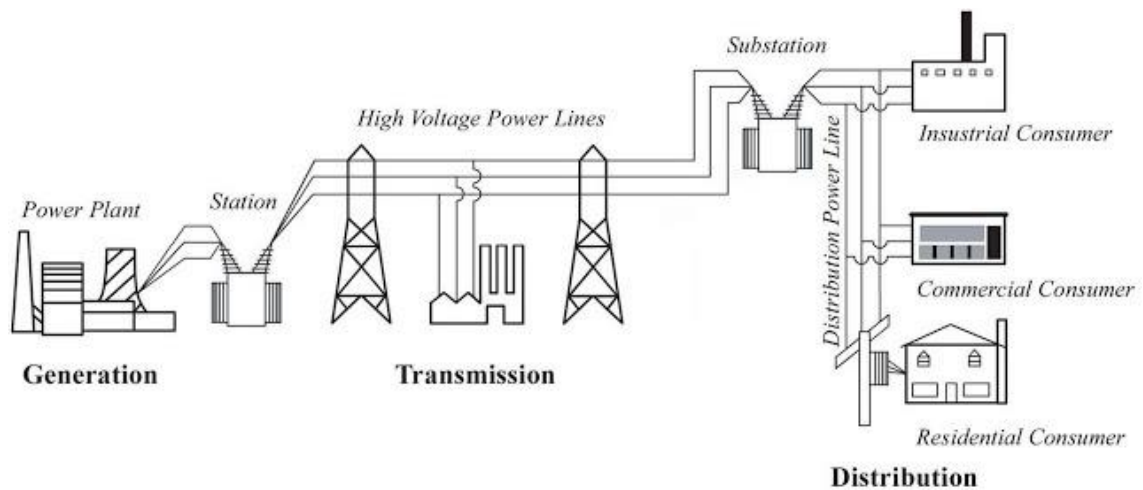 Substation
High Voltage Power Lines
Insustrial Consumer
Station
Power Plant
Distribution Power Line
Commercial Consumer
Generation
Transmission
Residential Consumer
Distribution